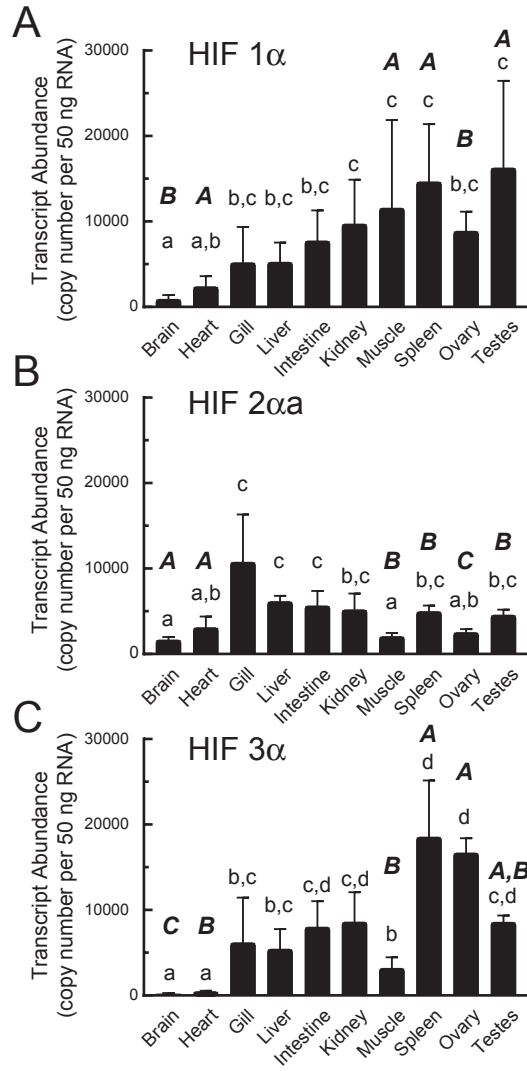 A
HIF 1α
Transcript Abundance
(copy number per 50 ng RNA)
30000
20000
10000
0
B
A
A
A
B
A
a
a,b
b,c
b,c
b,c
c
c
c
b,c
c
Brain
Heart
Gill
Liver
Intestine
Kidney
Muscle
Spleen
Ovary
Testes
B
HIF 2αa
Transcript Abundance
(copy number per 50 ng RNA)
30000
20000
10000
0
A
A
B
B
C
B
a
a,b
c
c
c
b,c
a
b,c
a,b
b,c
Brain
Heart
Gill
Liver
Intestine
Kidney
Muscle
Spleen
Ovary
Testes
C
HIF 3α
Transcript Abundance
(copy number per 50 ng RNA)
30000
20000
10000
0
C
B
B
A
A
A,B
a
a
b,c
b,c
c,d
c,d
b
d
d
c,d
Brain
Heart
Gill
Liver
Intestine
Kidney
Muscle
Spleen
Ovary
Testes